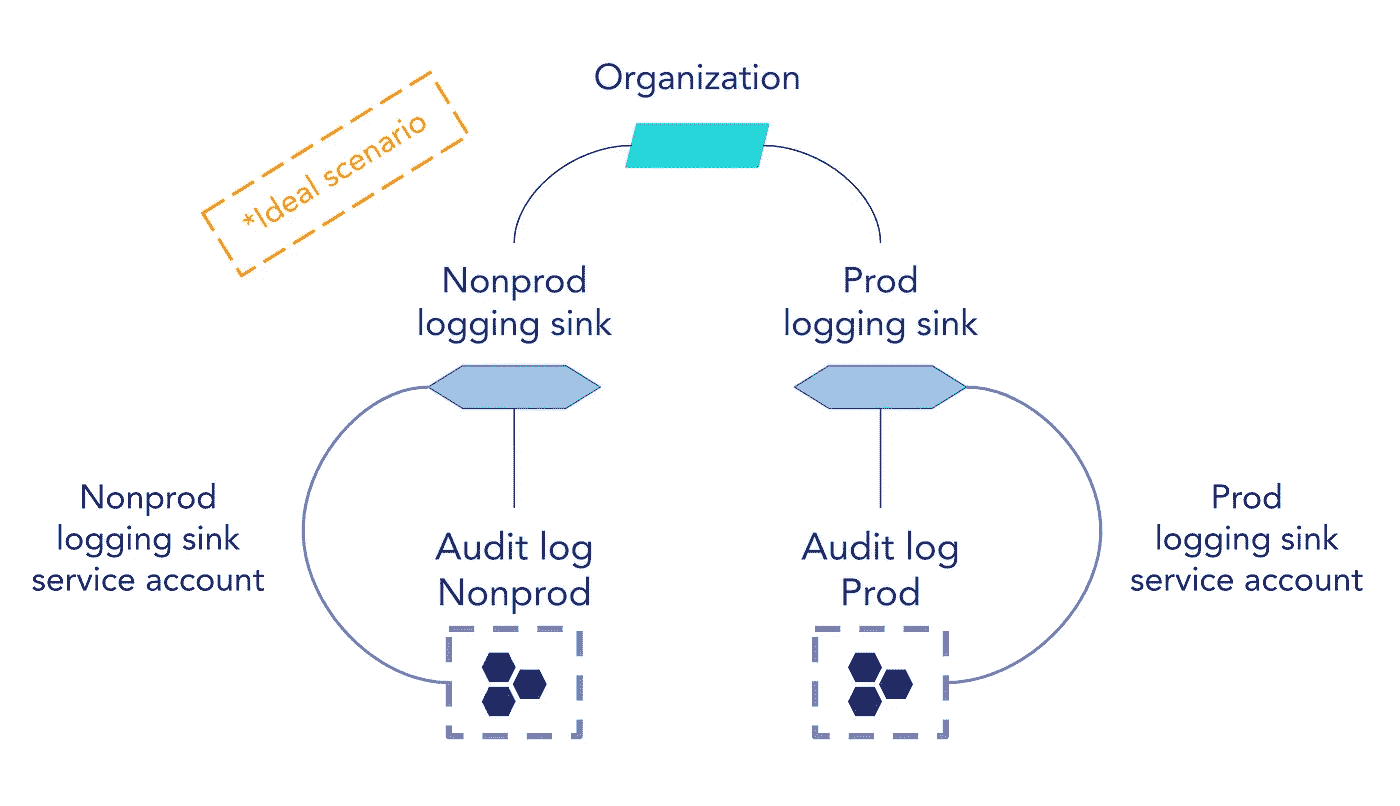 Organization
*Ideal scenario
Nonprod
logging sink
Prod
logging sink
Nonprod
logging sink
service account
Audit log
Nonprod
Audit log
Prod
Prod
logging sink
service account